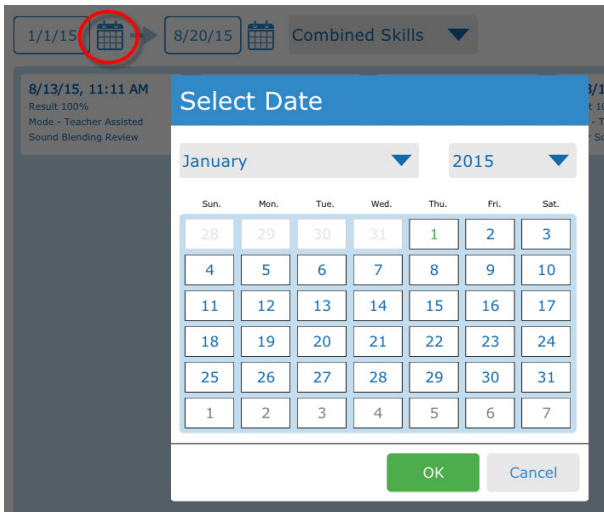 1/1/15 8/20/15 Combined Skills
8/13/15, 11:11 AM
Result 100%
Mode - Teacher Assisted
Sound Blending Review
Select Date
January 2015
Sun. Mon. Tue. Wed. Thu. Fri. Sat.
28 29 30 31 1 2 3
4 5 6 7 8 9 10
11 12 13 14 15 16 17
18 19 20 21 22 23 24
25 26 27 28 29 30 31
1 2 3 4 5 6 7
OK Cancel